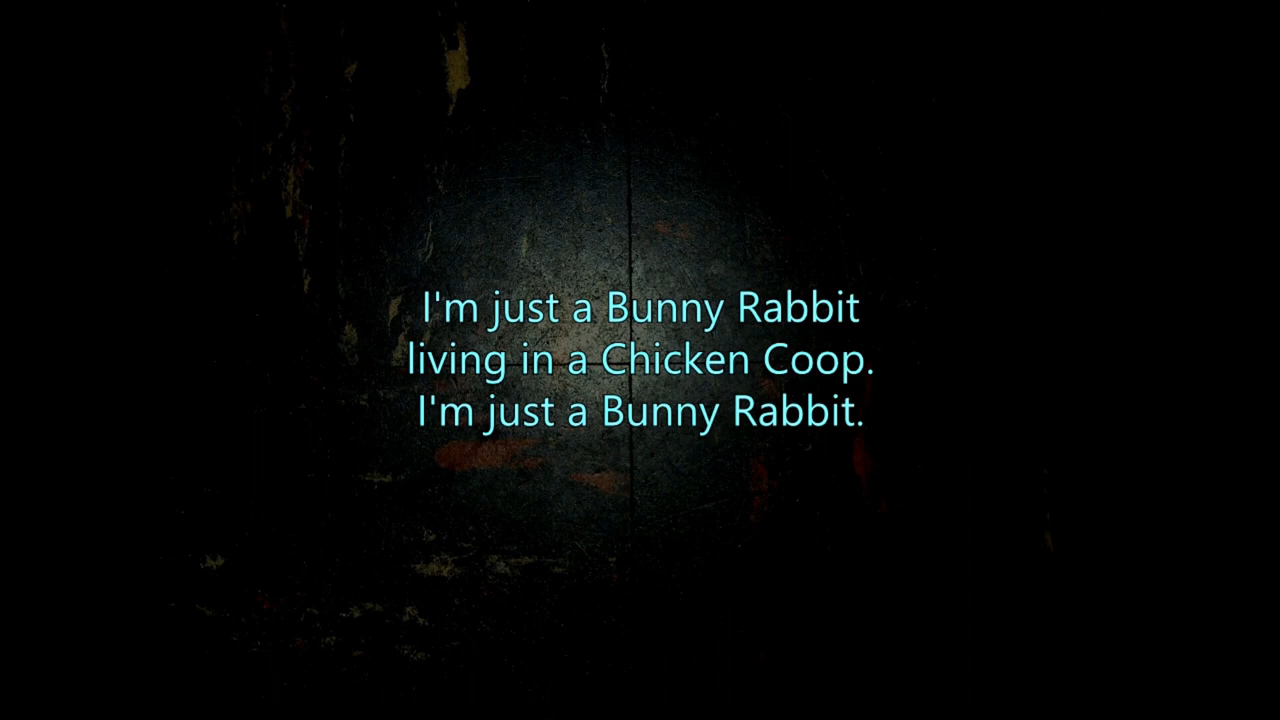 I'm just a Bunny Rabbit
living in a Chicken Coop.
I'm just a Bunny Rabbit.